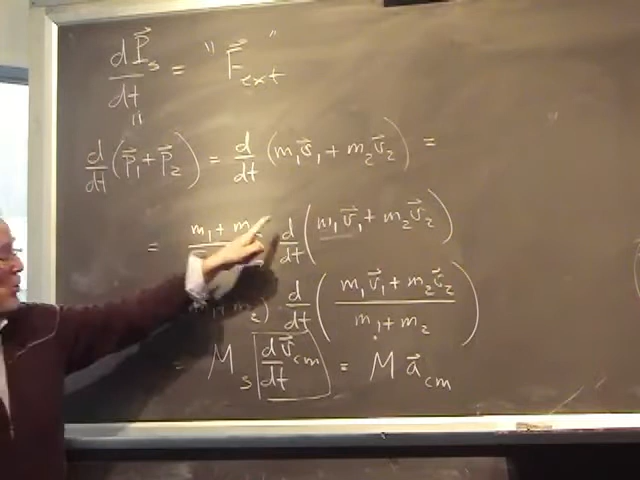 dP⃗s/dt = "F⃗ext"
||
d/dt (p⃗1 + p⃗2) = d/dt (m1v⃗1 + m2v⃗2) =
= m1 + m d/dt (m1v⃗1 + m2v⃗2)
m2) · d/dt ((m1v⃗1 + m2v⃗2)/(m1 + m2))
= Ms dv⃗cm/dt = M a⃗cm